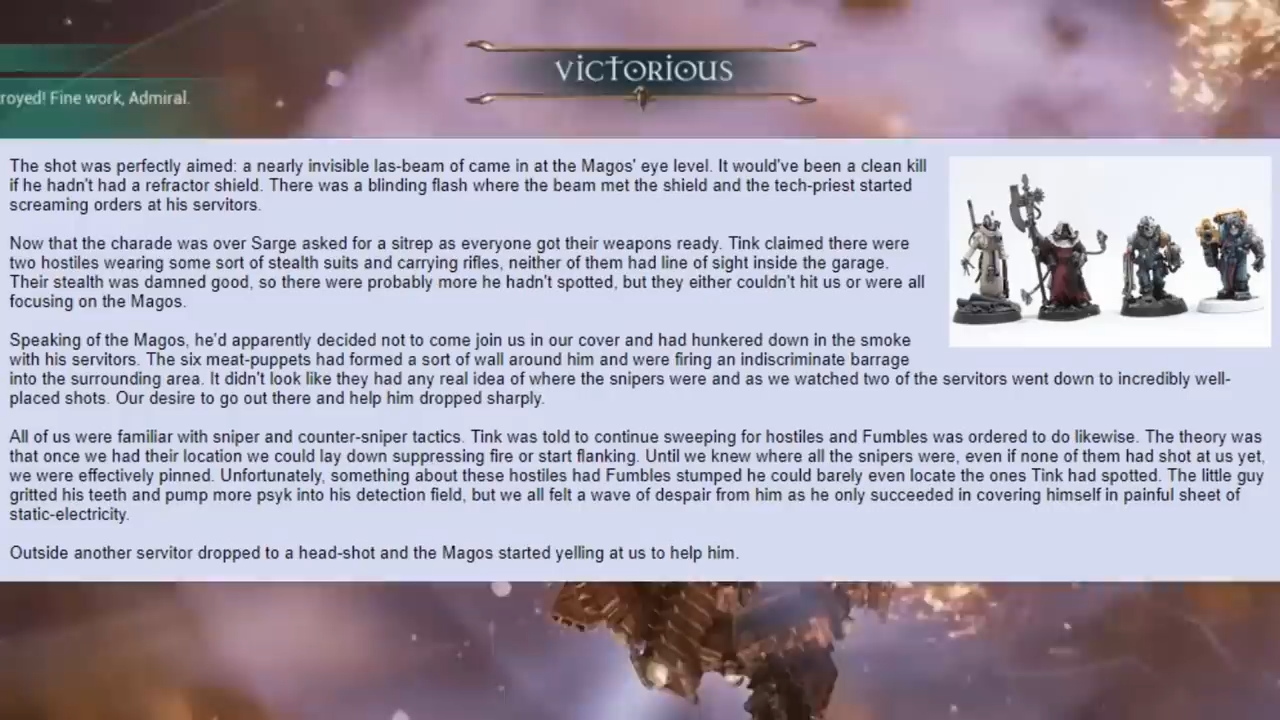 VICTORIOUS
royed! Fine work, Admiral.
The shot was perfectly aimed: a nearly invisible las-beam of came in at the Magos' eye level. It would've been a clean kill
if he hadn't had a refractor shield. There was a blinding flash where the beam met the shield and the tech-priest started
screaming orders at his servitors.
Now that the charade was over Sarge asked for a sitrep as everyone got their weapons ready. Tink claimed there were
two hostiles wearing some sort of stealth suits and carrying rifles, neither of them had line of sight inside the garage.
Their stealth was damned good, so there were probably more he hadn't spotted, but they either couldn't hit us or were all
focusing on the Magos.
Speaking of the Magos, he'd apparently decided not to come join us in our cover and had hunkered down in the smoke
with his servitors. The six meat-puppets had formed a sort of wall around him and were firing an indiscriminate barrage
into the surrounding area. It didn't look like they had any real idea of where the snipers were and as we watched two of the servitors went down to incredibly well-
placed shots. Our desire to go out there and help him dropped sharply.
All of us were familiar with sniper and counter-sniper tactics. Tink was told to continue sweeping for hostiles and Fumbles was ordered to do likewise. The theory was
that once we had their location we could lay down suppressing fire or start flanking. Until we knew where all the snipers were, even if none of them had shot at us yet,
we were effectively pinned. Unfortunately, something about these hostiles had Fumbles stumped he could barely even locate the ones Tink had spotted. The little guy
gritted his teeth and pump more psyk into his detection field, but we all felt a wave of despair from him as he only succeeded in covering himself in painful sheet of
static-electricity.
Outside another servitor dropped to a head-shot and the Magos started yelling at us to help him.